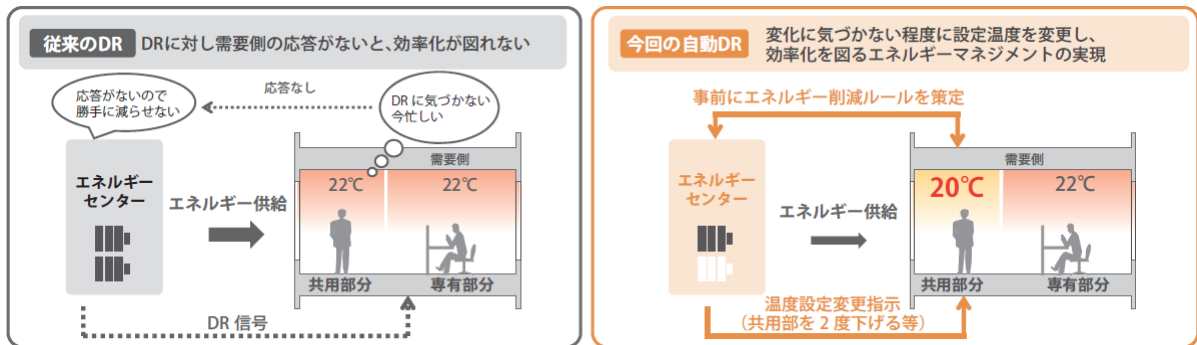 従来のDR
DRに対し需要側の応答がないと、効率化が図れない
応答がないので
勝手に減らせない
応答なし
DRに気づかない
今忙しい
需要側
エネルギー
センター
エネルギー供給
22℃
22℃
共用部分
専有部分
DR 信号
今回の自動DR
変化に気づかない程度に設定温度を変更し、
効率化を図るエネルギーマネジメントの実現
事前にエネルギー削減ルールを策定
需要側
エネルギー
センター
エネルギー供給
20℃
22℃
共用部分
専有部分
温度設定変更指示
（共用部を 2 度下げる等）